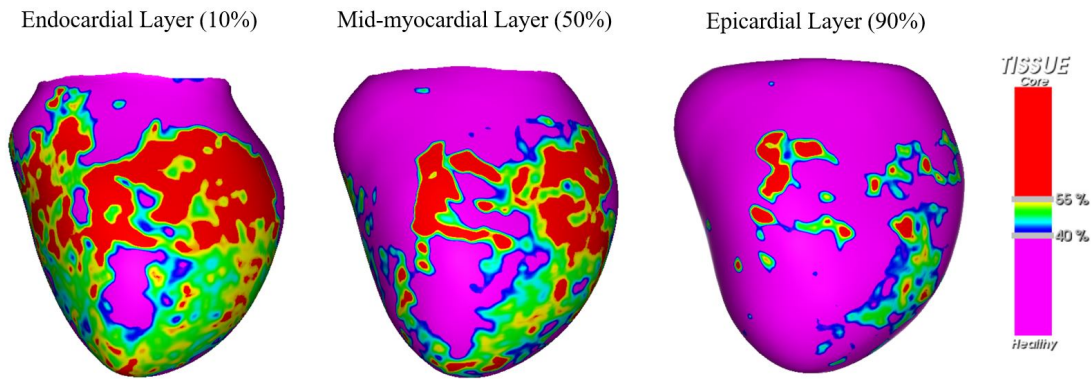 Endocardial Layer (10%)
Mid-myocardial Layer (50%)
Epicardial Layer (90%)
TISSUE
Core
55 %
40 %
Healthy